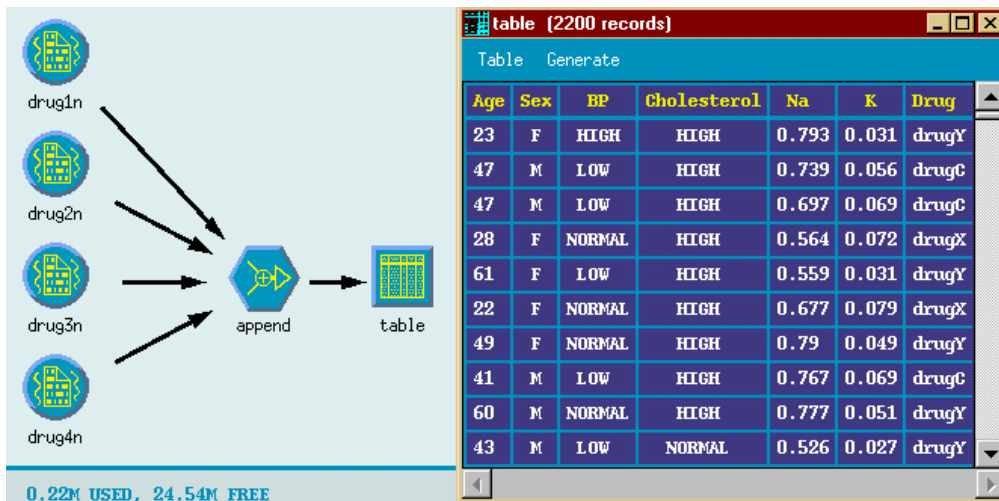 drug1n
drug2n
drug3n
drug4n
append
table
0.22M USED, 24.54M FREE
table (2200 records)
Table Generate
Age Sex BP Cholesterol Na K Drug
23 F HIGH HIGH 0.793 0.031 drugY
47 M LOW HIGH 0.739 0.056 drugC
47 M LOW HIGH 0.697 0.069 drugC
28 F NORMAL HIGH 0.564 0.072 drugX
61 F LOW HIGH 0.559 0.031 drugY
22 F NORMAL HIGH 0.677 0.079 drugX
49 F NORMAL HIGH 0.79 0.049 drugY
41 M LOW HIGH 0.767 0.069 drugC
60 M NORMAL HIGH 0.777 0.051 drugY
43 M LOW NORMAL 0.526 0.027 drugY